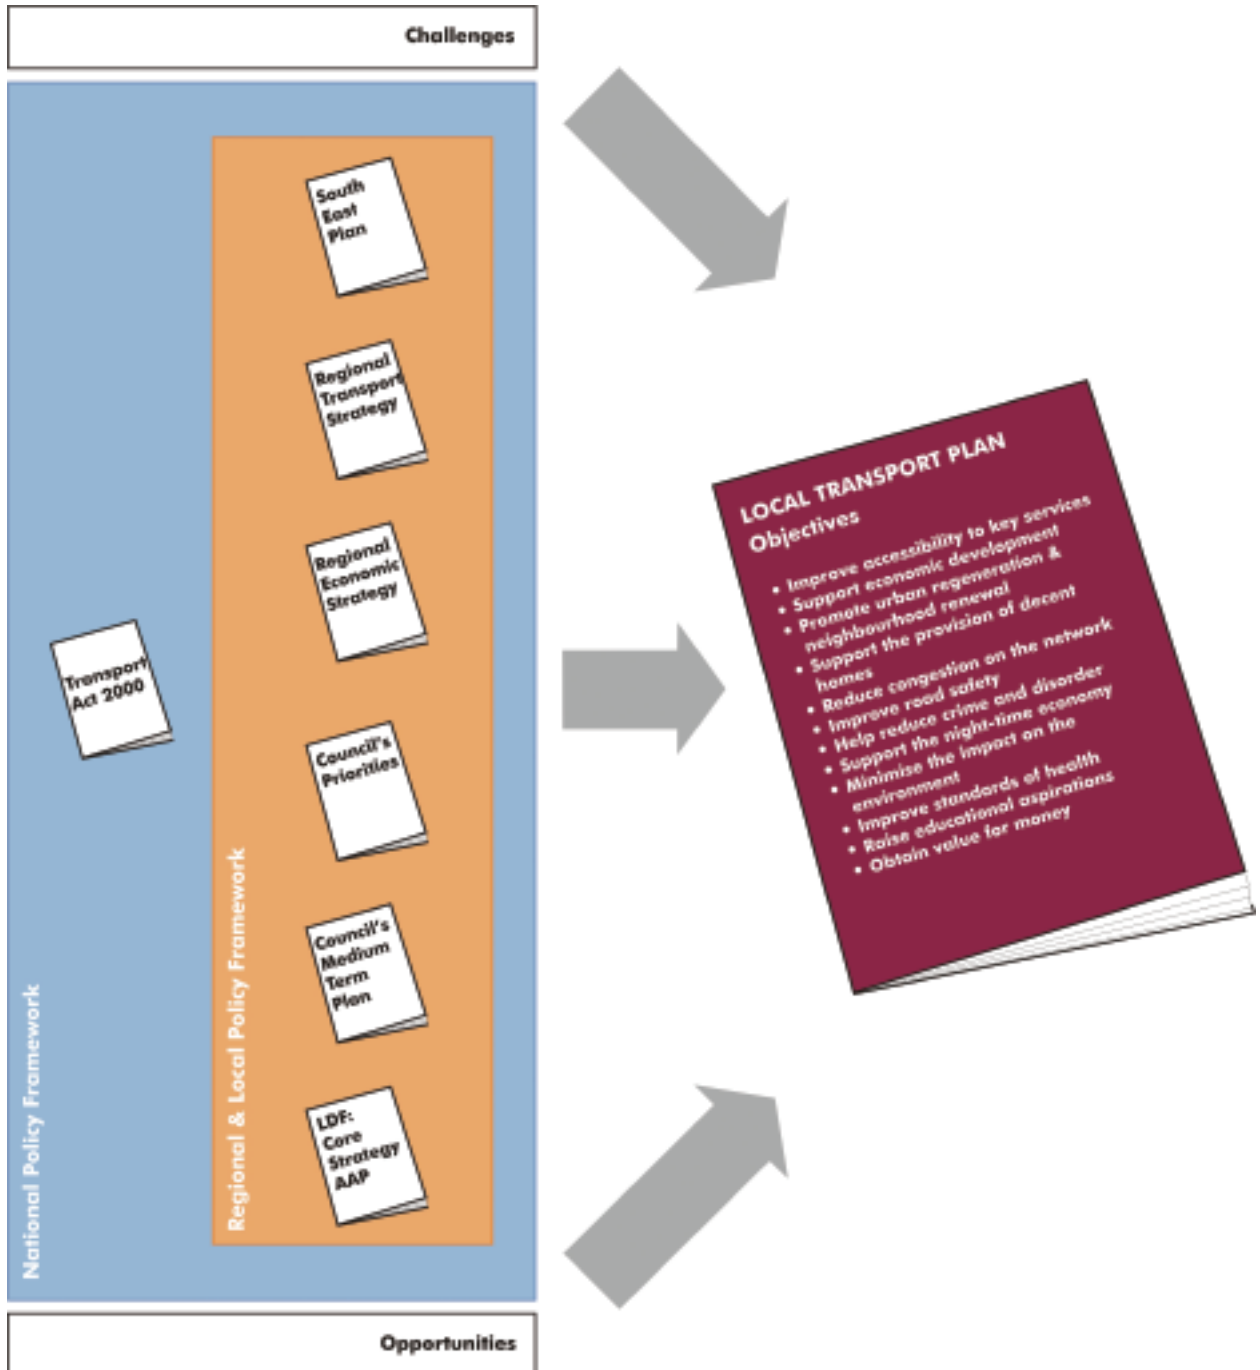 Challenges
National Policy Framework
Transport
Act 2000
Regional & Local Policy Framework
South
East
Plan
Regional
Transport
Strategy
Regional
Economic
Strategy
Council's
Priorities
Council's
Medium
Term
Plan
LDF:
Core
Strategy
AAP
Opportunities
LOCAL TRANSPORT PLAN
Objectives
• Improve accessibility to key services
• Support economic development
• Promote urban regeneration &
neighbourhood renewal
• Support the provision of decent
homes
• Reduce congestion on the network
• Improve road safety
• Help reduce crime and disorder
• Support the night-time economy
• Minimise the impact on the
environment
• Improve standards of health
• Raise educational aspirations
• Obtain value for money